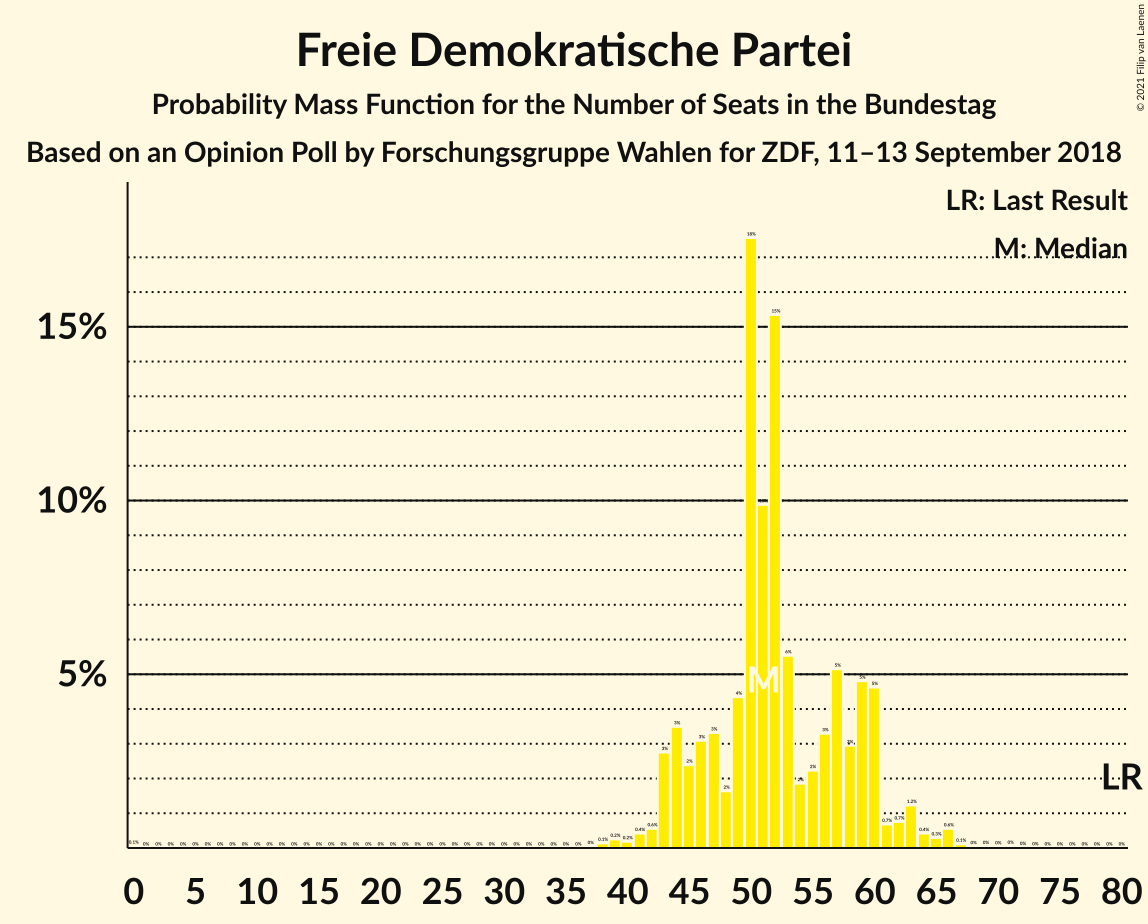 Freie Demokratische Partei
Probability Mass Function for the Number of Seats in the Bundestag
Based on an Opinion Poll by Forschungsgruppe Wahlen for ZDF, 11–13 September 2018
© 2021 Filip van Laenen
LR: Last Result
M: Median
15%
10%
5%
M
LR
0 5 10 15 20 25 30 35 40 45 50 55 60 65 70 75 80